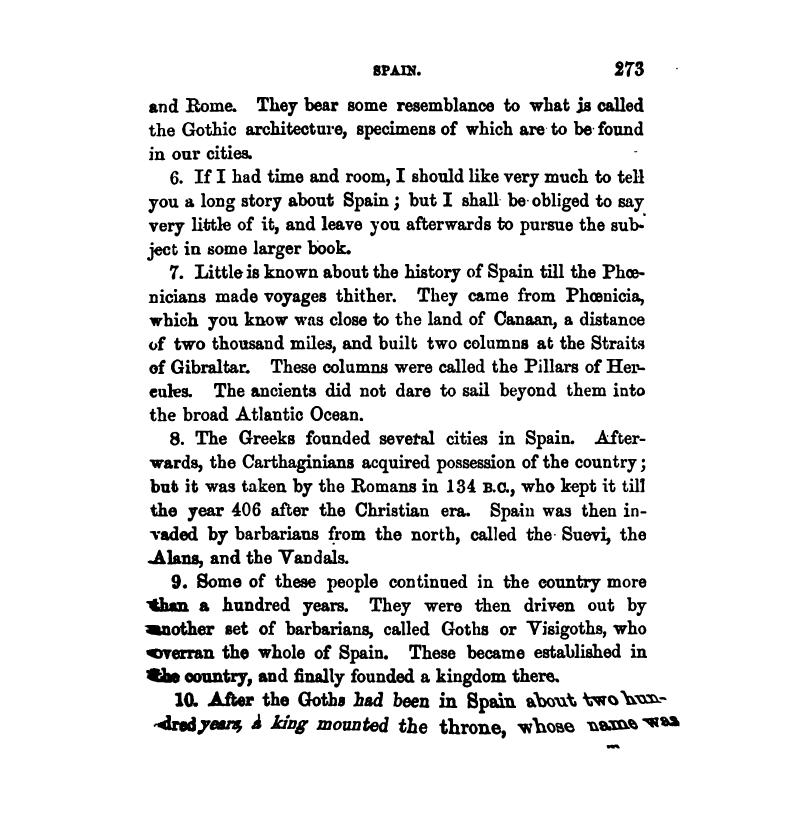 SPAIN. 273
and Rome. They bear some resemblance to what is called
the Gothic architecture, specimens of which are to be found
in our cities.
6. If I had time and room, I should like very much to tell
you a long story about Spain; but I shall be obliged to say
very little of it, and leave you afterwards to pursue the sub-
ject in some larger book.
7. Little is known about the history of Spain till the Phœ-
nicians made voyages thither. They came from Phœnicia,
which you know was close to the land of Canaan, a distance
of two thousand miles, and built two columns at the Straits
of Gibraltar. These columns were called the Pillars of Her-
cules. The ancients did not dare to sail beyond them into
the broad Atlantic Ocean.
8. The Greeks founded several cities in Spain. After-
wards, the Carthaginians acquired possession of the country;
but it was taken by the Romans in 134 B.C., who kept it till
the year 406 after the Christian era. Spain was then in-
vaded by barbarians from the north, called the Suevi, the
Alans, and the Vandals.
9. Some of these people continued in the country more
than a hundred years. They were then driven out by
another set of barbarians, called Goths or Visigoths, who
overran the whole of Spain. These became established in
the country, and finally founded a kingdom there.
10. After the Goths had been in Spain about two hun-
dred years, a king mounted the throne, whose name was